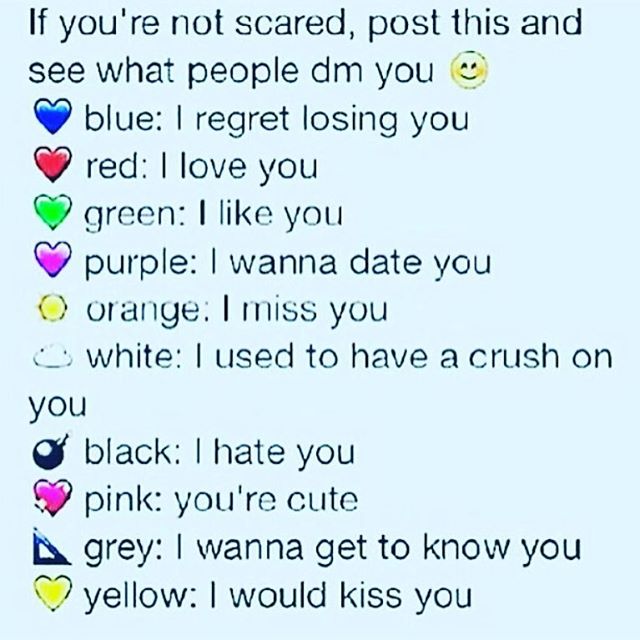 If you're not scared, post this and
see what people dm you 😊
💙 blue: I regret losing you
❤️ red: I love you
💚 green: I like you
💜 purple: I wanna date you
☀️ orange: I miss you
☁️ white: I used to have a crush on
you
💣 black: I hate you
💖 pink: you're cute
📐 grey: I wanna get to know you
💛 yellow: I would kiss you